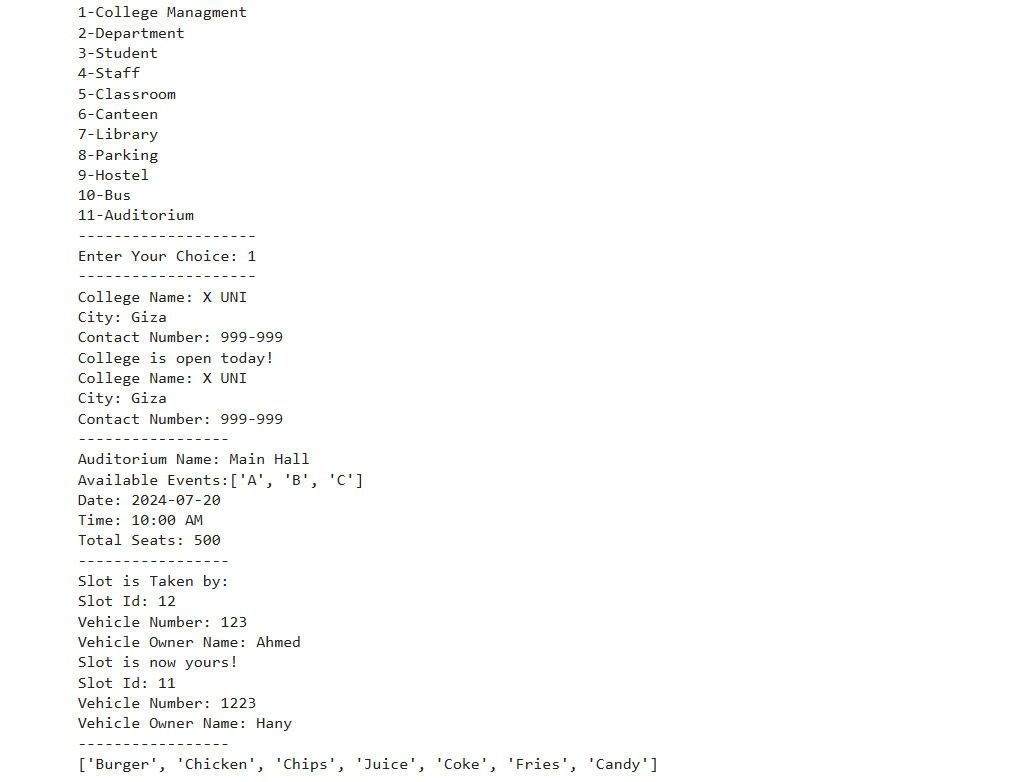 1-College Managment
2-Department
3-Student
4-Staff
5-Classroom
6-Canteen
7-Library
8-Parking
9-Hostel
10-Bus
11-Auditorium
--------------------
Enter Your Choice: 1
--------------------
College Name: X UNI
City: Giza
Contact Number: 999-999
College is open today!
College Name: X UNI
City: Giza
Contact Number: 999-999
-----------------
Auditorium Name: Main Hall
Available Events:['A', 'B', 'C']
Date: 2024-07-20
Time: 10:00 AM
Total Seats: 500
-----------------
Slot is Taken by:
Slot Id: 12
Vehicle Number: 123
Vehicle Owner Name: Ahmed
Slot is now yours!
Slot Id: 11
Vehicle Number: 1223
Vehicle Owner Name: Hany
-----------------
['Burger', 'Chicken', 'Chips', 'Juice', 'Coke', 'Fries', 'Candy']